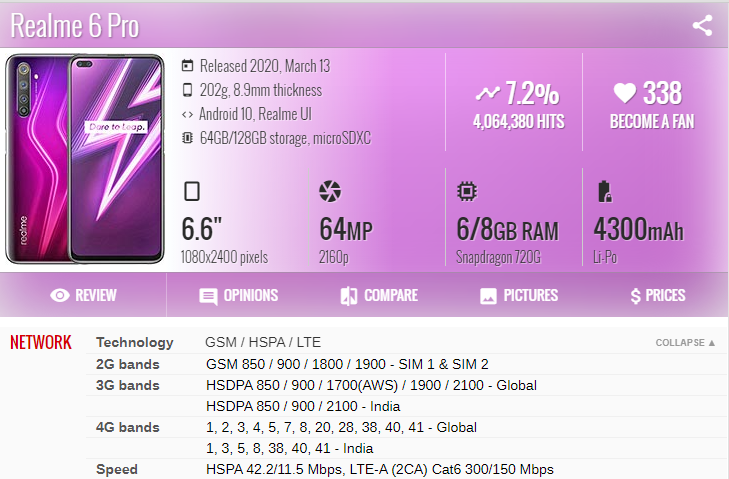 Realme 6 Pro
realme
Dare to Leap.
Released 2020, March 13
202g, 8.9mm thickness
Android 10, Realme UI
64GB/128GB storage, microSDXC
7.2%
4,064,380 HITS
338
BECOME A FAN
6.6"
1080x2400 pixels
64MP
2160p
6/8GB RAM
Snapdragon 720G
4300mAh
Li-Po
REVIEW OPINIONS COMPARE PICTURES PRICES
NETWORK Technology GSM / HSPA / LTE COLLAPSE ▲
2G bands GSM 850 / 900 / 1800 / 1900 - SIM 1 & SIM 2
3G bands HSDPA 850 / 900 / 1700(AWS) / 1900 / 2100 - Global
HSDPA 850 / 900 / 2100 - India
4G bands 1, 2, 3, 4, 5, 7, 8, 20, 28, 38, 40, 41 - Global
1, 3, 5, 8, 38, 40, 41 - India
Speed HSPA 42.2/11.5 Mbps, LTE-A (2CA) Cat6 300/150 Mbps